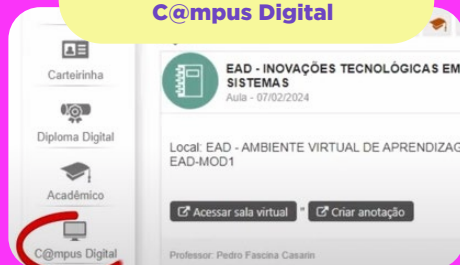 C@mpus Digital
Carteirinha
Diploma Digital
Acadêmico
C@mpus Digital
EAD - INOVAÇÕES TECNOLÓGICAS EM
SISTEMAS
Aula - 07/02/2024
Local: EAD - AMBIENTE VIRTUAL DE APRENDIZAG
EAD-MOD1
Acessar sala virtual
Criar anotação
Professor: Pedro Fascina Casarin